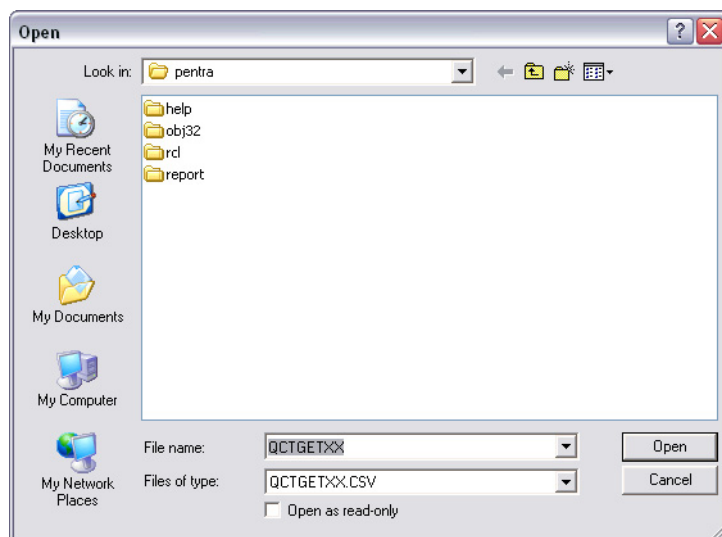 Open
Look in:
pentra
help
obj32
rcl
report
My Recent
Documents
Desktop
My Documents
My Computer
My Network
Places
File name:
QCTGETXX
Open
Files of type:
QCTGETXX.CSV
Cancel
Open as read-only